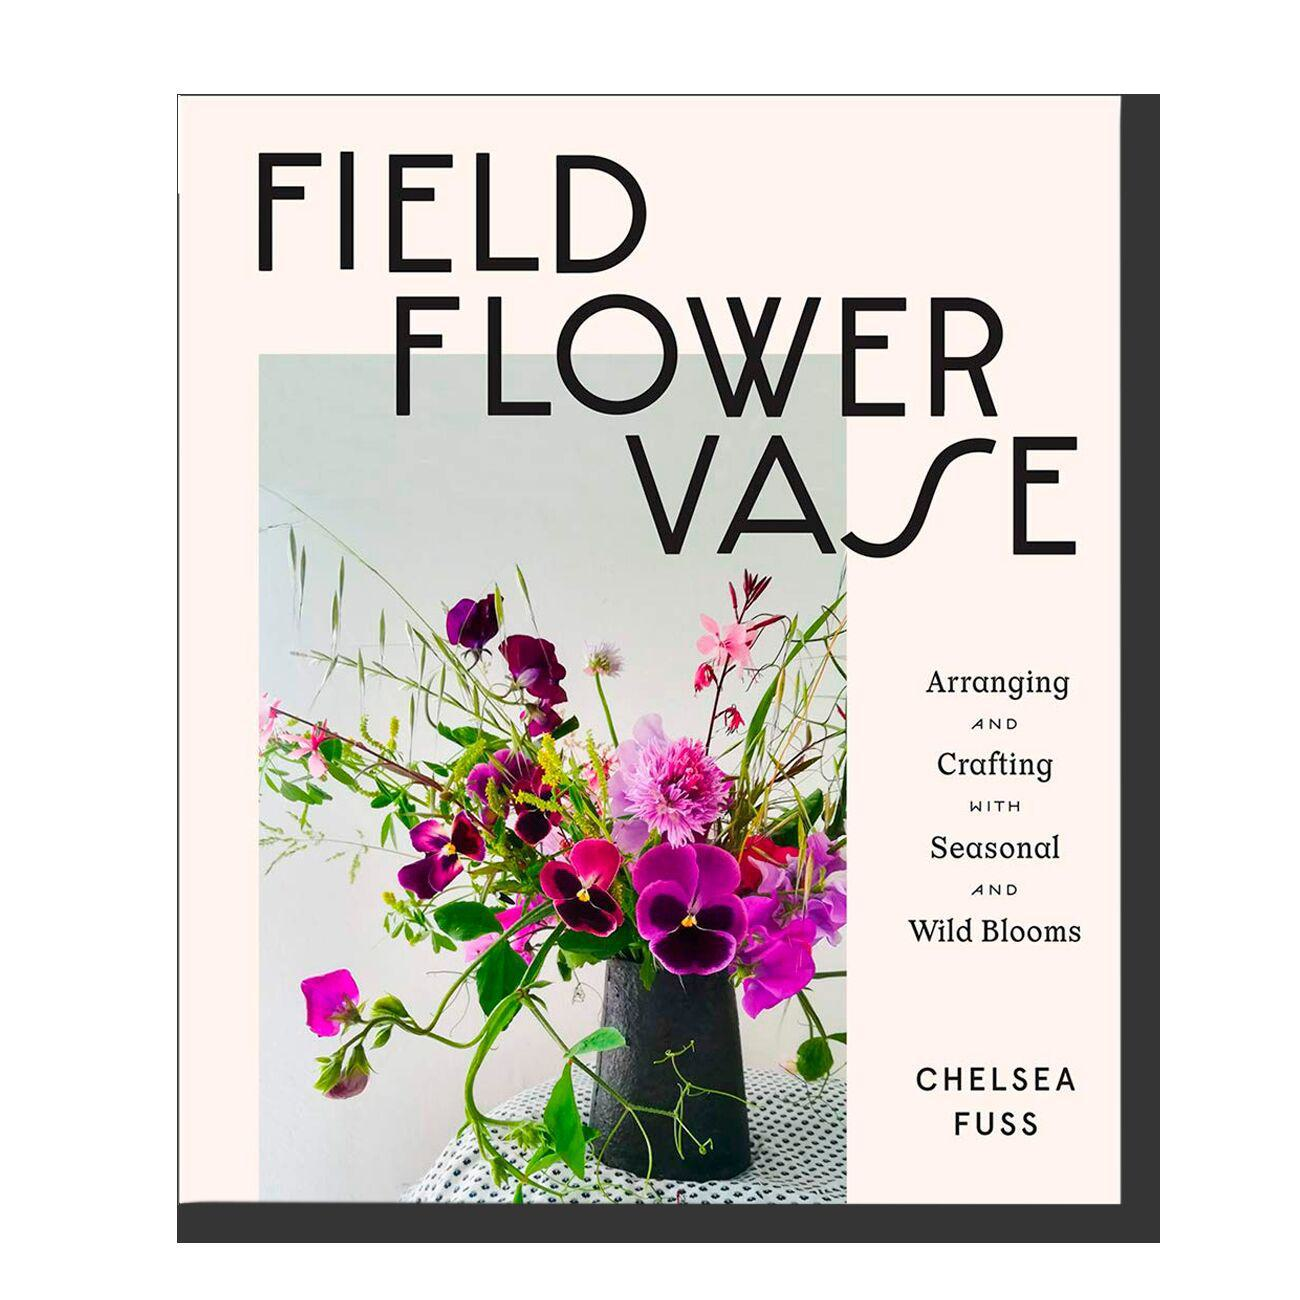 FIELD
FLOWER
VASE
Arranging
AND
Crafting
WITH
Seasonal
AND
Wild Blooms
CHELSEA
FUSS